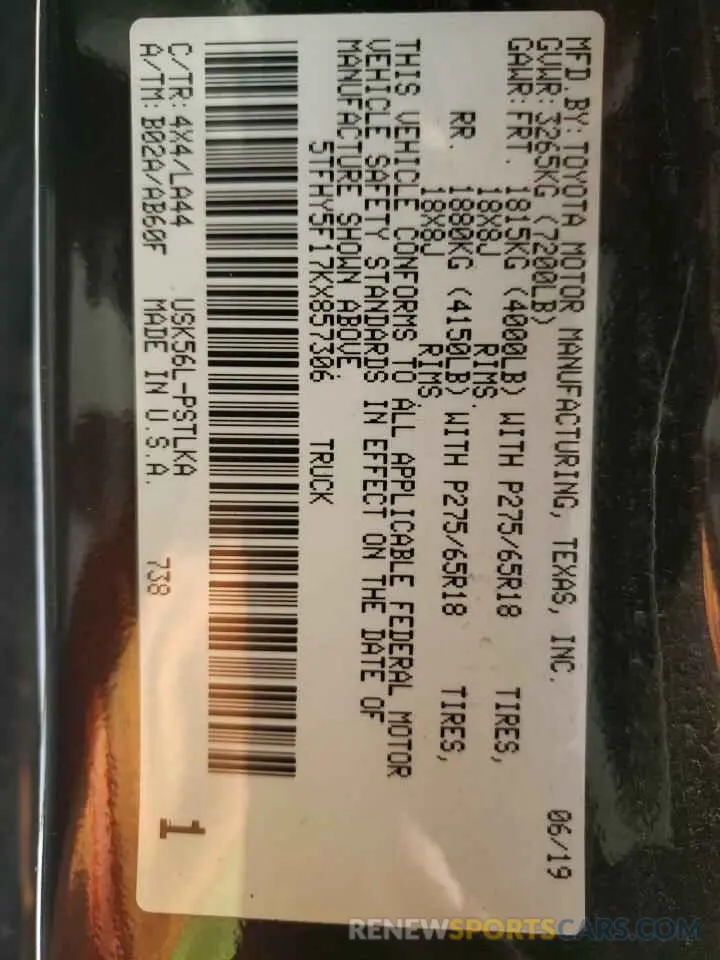 MFD. BY: TOYOTA MOTOR MANUFACTURING, TEXAS, INC. 06/19
GVWR: 3265KG (7200LB)
GAWR: FRT. 1815KG (4000LB) WITH P275/65R18 TIRES,
18X8J RIMS.
RR. 1880KG (4150LB) WITH P275/65R18 TIRES,
18X8J RIMS.
THIS VEHICLE CONFORMS TO ALL APPLICABLE FEDERAL MOTOR
VEHICLE SAFETY STANDARDS IN EFFECT ON THE DATE OF
MANUFACTURE SHOWN ABOVE.
5TFHY5F17KX857306 TRUCK
C/TR: 4X4/LA44 USK56L-PSTLKA
A/TM: B02A/AB60F MADE IN U.S.A. 738
1
RENEWSPORTSCARS.COM